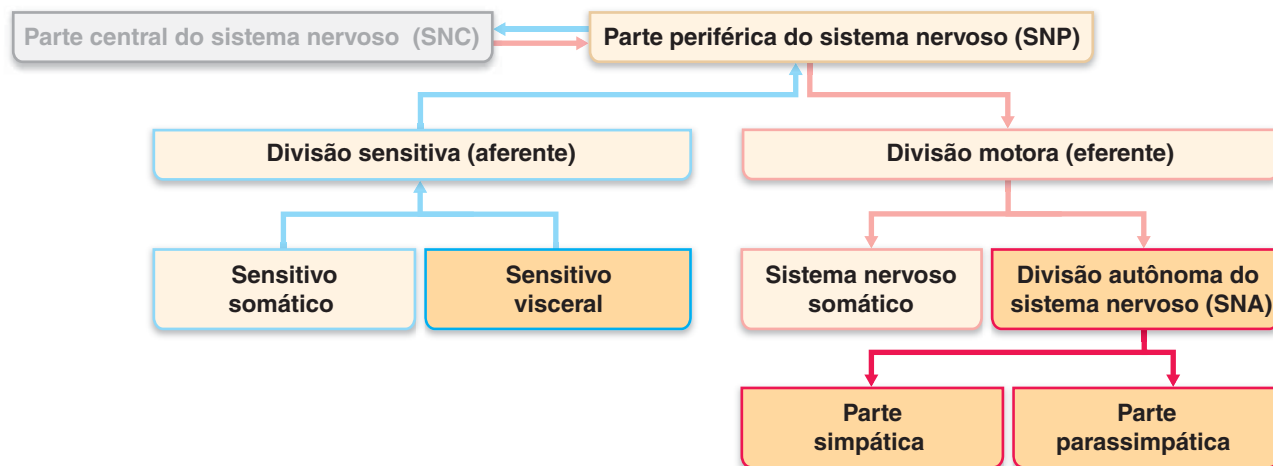 Parte central do sistema nervoso (SNC)
Parte periférica do sistema nervoso (SNP)
Divisão sensitiva (aferente)
Divisão motora (eferente)
Sensitivo
somático
Sensitivo
visceral
Sistema nervoso
somático
Divisão autônoma do
sistema nervoso (SNA)
Parte
simpática
Parte
parassimpática